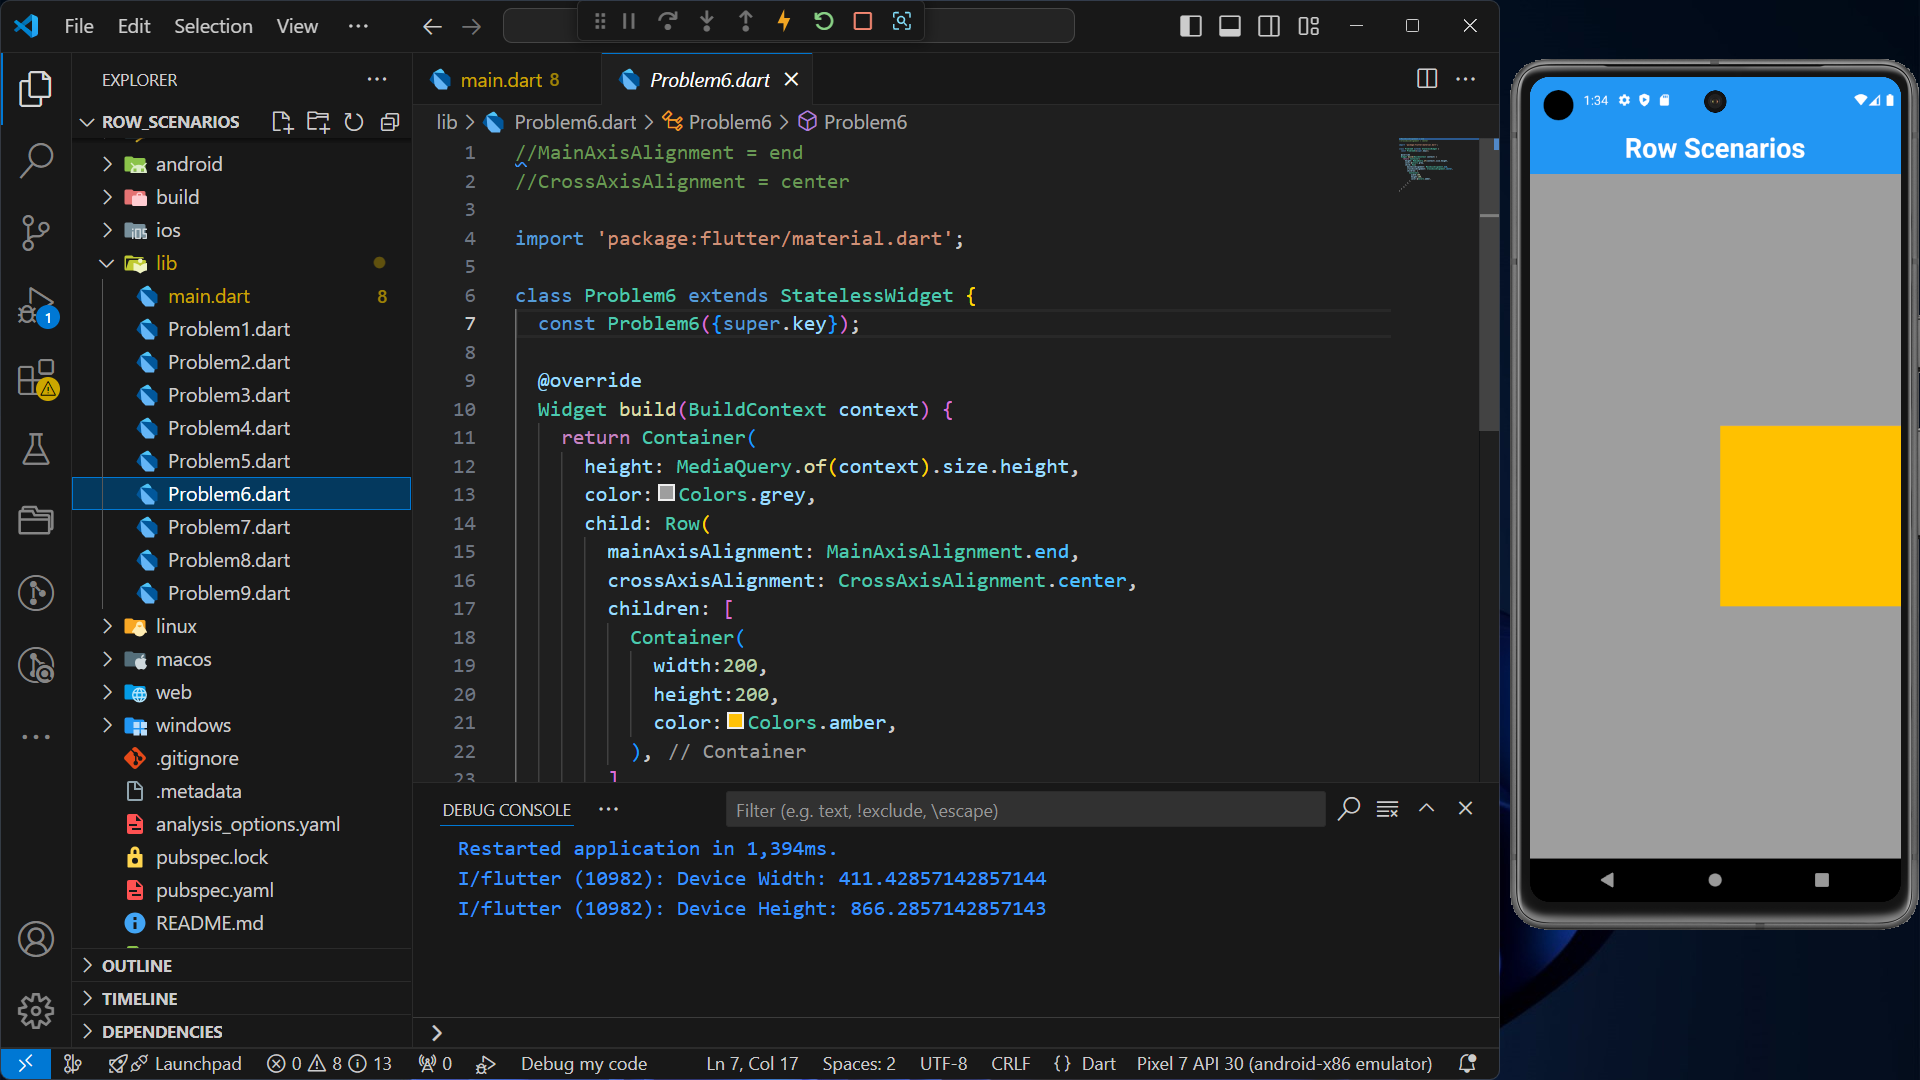 File Edit Selection View ···
EXPLORER
ROW_SCENARIOS
android
build
ios
lib
main.dart 8
Problem1.dart
Problem2.dart
Problem3.dart
Problem4.dart
Problem5.dart
Problem6.dart
Problem7.dart
Problem8.dart
Problem9.dart
linux
macos
web
windows
.gitignore
.metadata
analysis_options.yaml
pubspec.lock
pubspec.yaml
README.md
OUTLINE
TIMELINE
DEPENDENCIES
1
main.dart 8
Problem6.dart
lib > Problem6.dart > Problem6 > Problem6
1 //MainAxisAlignment = end
2 //CrossAxisAlignment = center
3
4 import 'package:flutter/material.dart';
5
6 class Problem6 extends StatelessWidget {
7 const Problem6({super.key});
8
9 @override
10 Widget build(BuildContext context) {
11 return Container(
12 height: MediaQuery.of(context).size.height,
13 color: Colors.grey,
14 child: Row(
15 mainAxisAlignment: MainAxisAlignment.end,
16 crossAxisAlignment: CrossAxisAlignment.center,
17 children: [
18 Container(
19 width:200,
20 height:200,
21 color: Colors.amber,
22 ), // Container
23 ]
DEBUG CONSOLE ···
Filter (e.g. text, !exclude, \escape)
Restarted application in 1,394ms.
I/flutter (10982): Device Width: 411.42857142857144
I/flutter (10982): Device Height: 866.2857142857143
>
Launchpad 0 8 13 0 Debug my code Ln 7, Col 17 Spaces: 2 UTF-8 CRLF {} Dart Pixel 7 API 30 (android-x86 emulator)
1:34
Row Scenarios